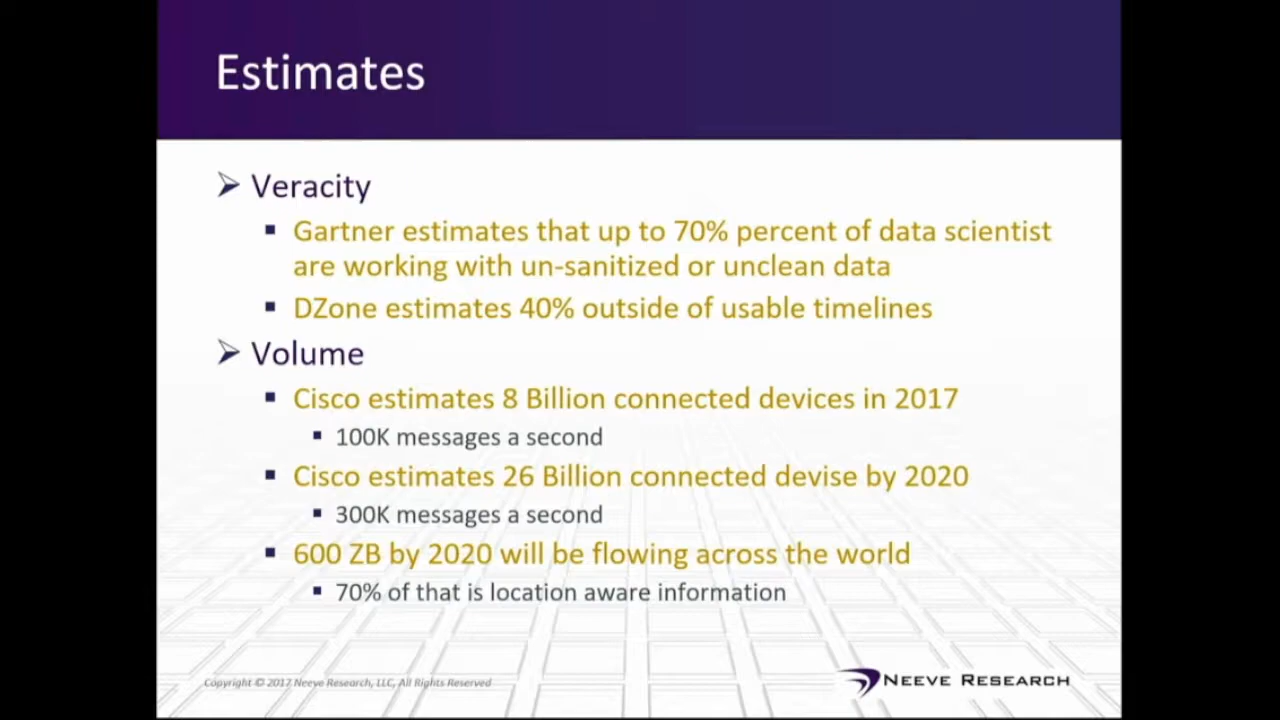 Estimates
Veracity
Gartner estimates that up to 70% percent of data scientist
are working with un-sanitized or unclean data
DZone estimates 40% outside of usable timelines
Volume
Cisco estimates 8 Billion connected devices in 2017
100K messages a second
Cisco estimates 26 Billion connected devise by 2020
300K messages a second
600 ZB by 2020 will be flowing across the world
70% of that is location aware information
Copyright © 2017 Neeve Research, LLC, All Rights Reserved
NEEVE RESEARCH